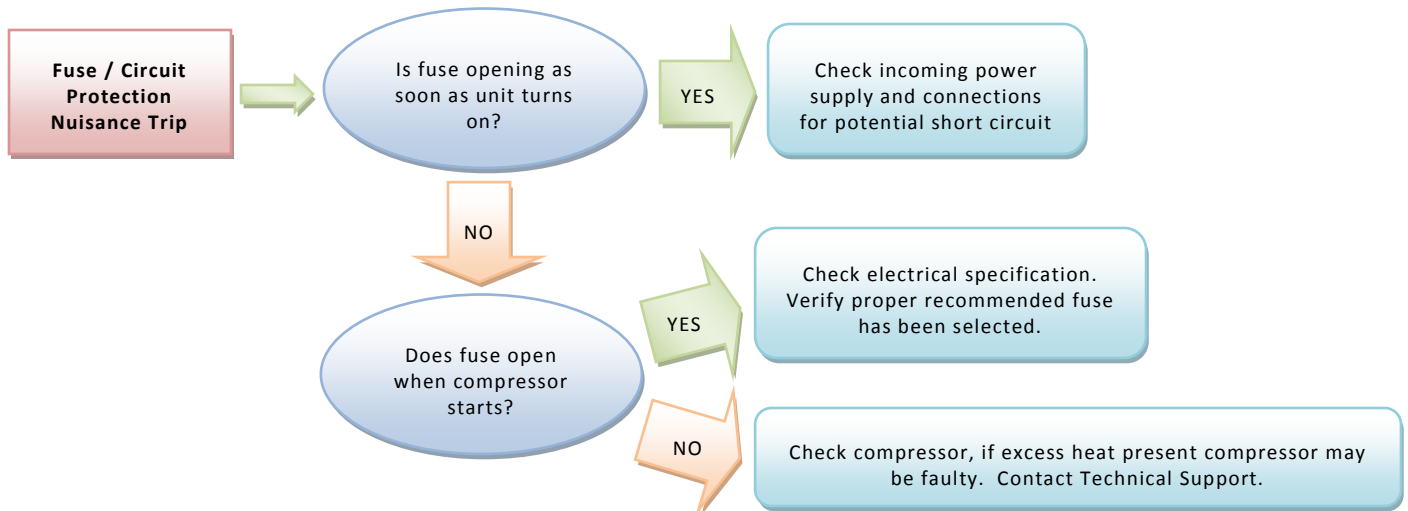 Fuse / Circuit
Protection
Nuisance Trip
Is fuse opening as
soon as unit turns
on?
YES
Check incoming power
supply and connections
for potential short circuit
NO
Does fuse open
when compressor
starts?
YES
Check electrical specification.
Verify proper recommended fuse
has been selected.
NO
Check compressor, if excess heat present compressor may
be faulty.  Contact Technical Support.